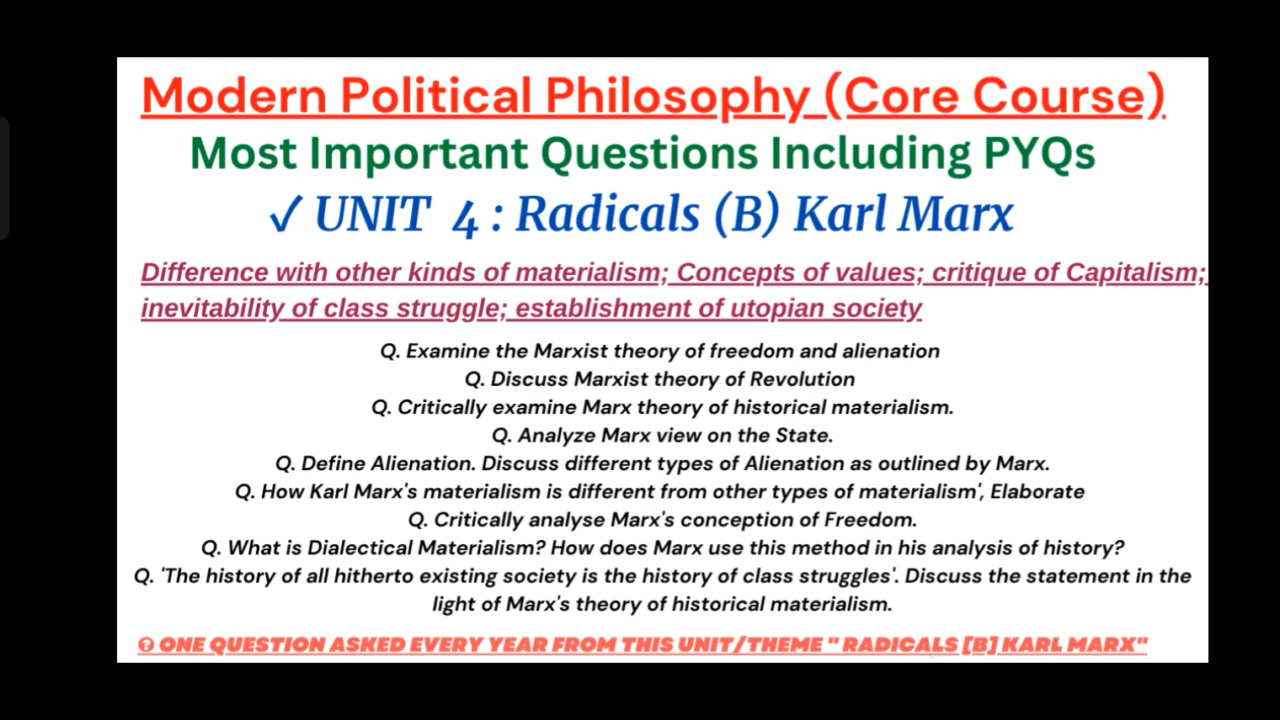 Modern Political Philosophy (Core Course)
Most Important Questions Including PYQs
✓ UNIT 4 : Radicals (B) Karl Marx
Difference with other kinds of materialism; Concepts of values; critique of Capitalism;
inevitability of class struggle; establishment of utopian society
Q. Examine the Marxist theory of freedom and alienation
Q. Discuss Marxist theory of Revolution
Q. Critically examine Marx theory of historical materialism.
Q. Analyze Marx view on the State.
Q. Define Alienation. Discuss different types of Alienation as outlined by Marx.
Q. How Karl Marx's materialism is different from other types of materialism', Elaborate
Q. Critically analyse Marx's conception of Freedom.
Q. What is Dialectical Materialism? How does Marx use this method in his analysis of history?
Q. 'The history of all hitherto existing society is the history of class struggles'. Discuss the statement in the
light of Marx's theory of historical materialism.
ONE QUESTION ASKED EVERY YEAR FROM THIS UNIT/THEME " RADICALS [B] KARL MARX"